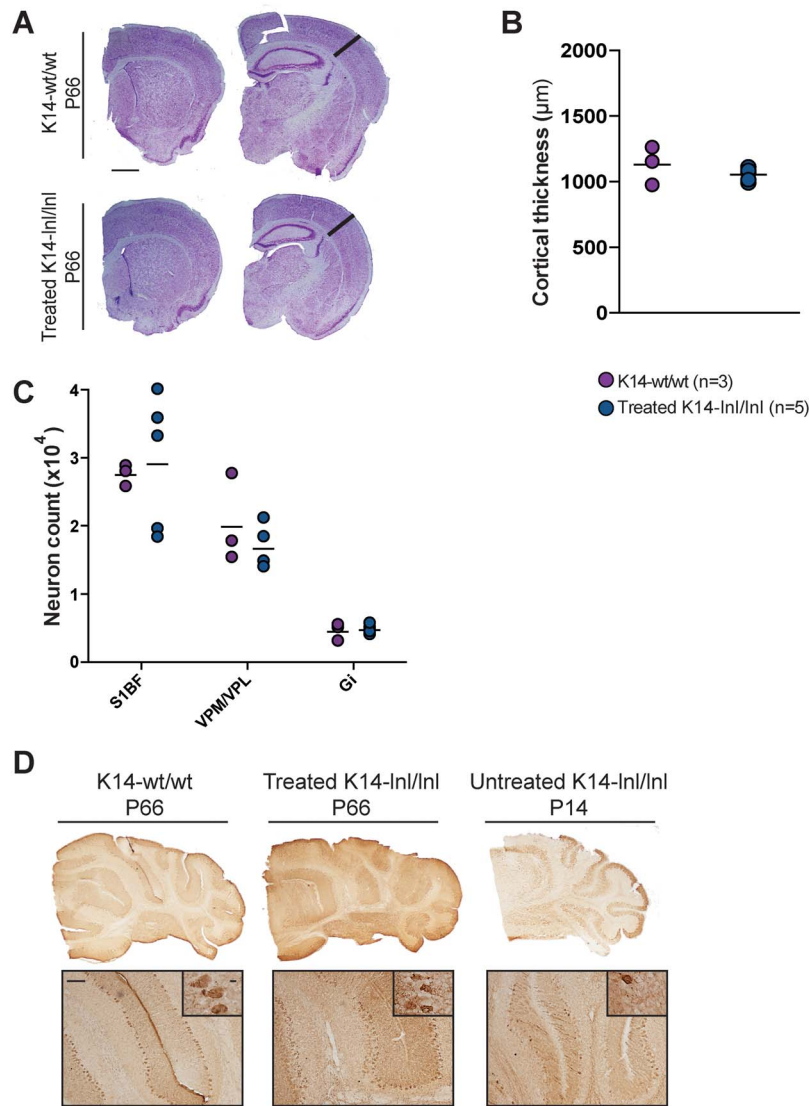 A
K14-wt/wt
P66
Treated K14-lnl/lnl
P66
B
Cortical thickness (µm)
2000
1500
1000
500
0
K14-wt/wt (n=3)
Treated K14-lnl/lnl (n=5)
C
Neuron count (x10⁴)
4
3
2
1
0
S1BF
VPM/VPL
Gi
D
K14-wt/wt
P66
Treated K14-lnl/lnl
P66
Untreated K14-lnl/lnl
P14